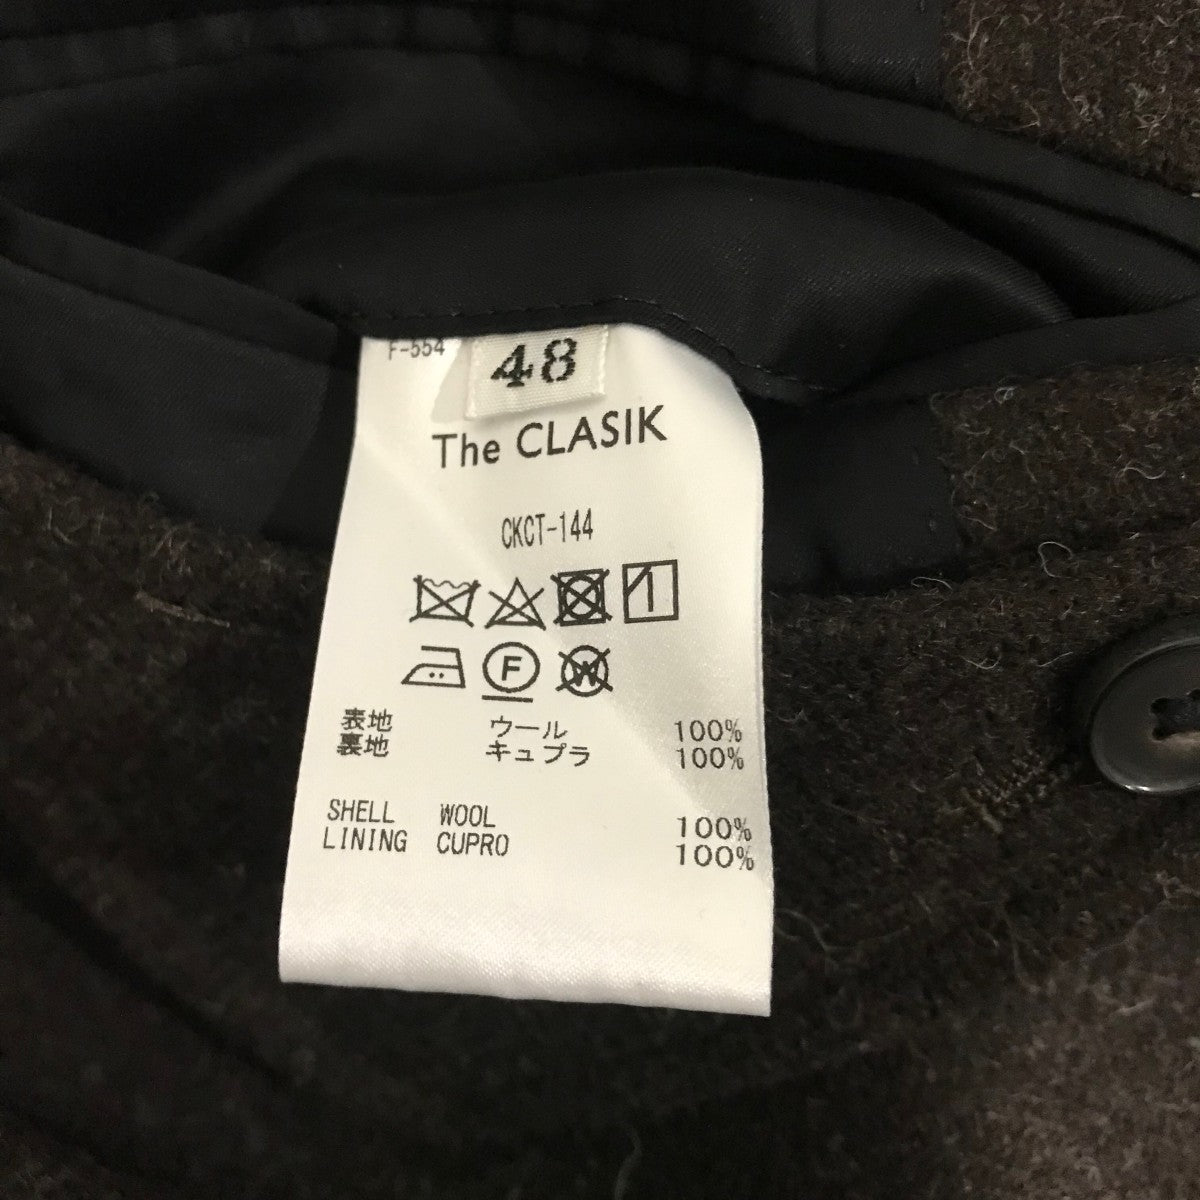 F-554
48
The CLASIK
CKCT-144
F W
表地 ウール 100%
裏地 キュプラ 100%
SHELL WOOL 100%
LINING CUPRO 100%